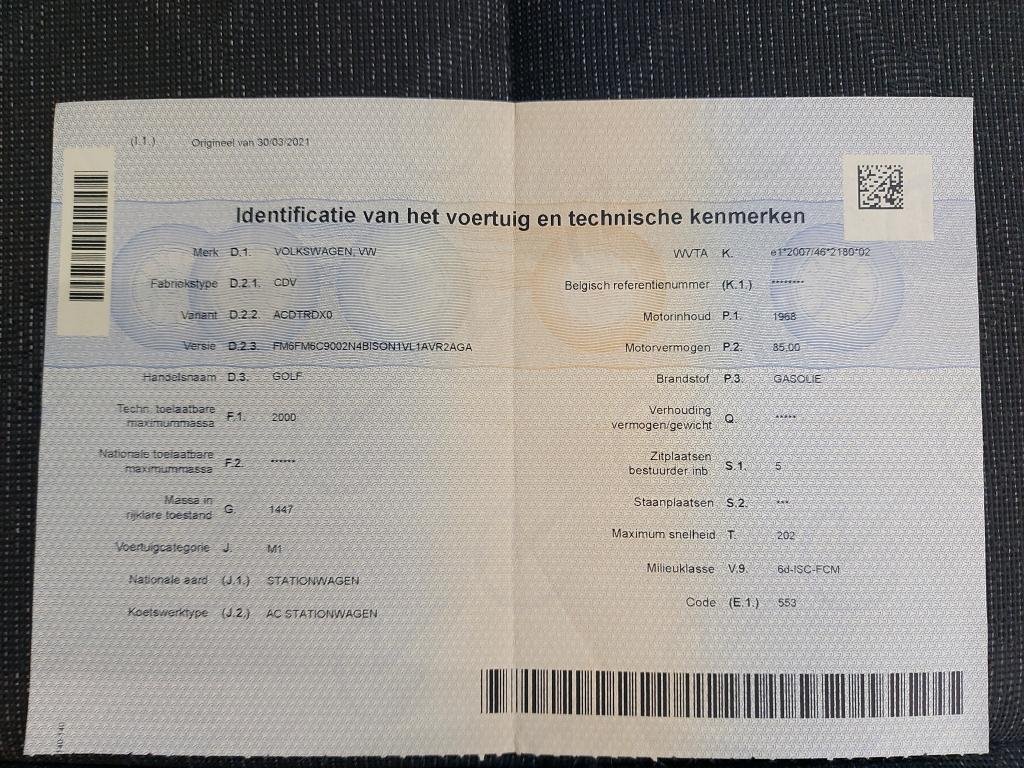 (I.1.) Origineel van 30/03/2021
Identificatie van het voertuig en technische kenmerken
Merk D.1. VOLKSWAGEN, VW
Fabriekstype D.2.1. CDV
Variant D.2.2. ACDTRDX0
Versie D.2.3. FM6FM6C9002N4BISON1VL1AVR2AGA
Handelsnaam D.3. GOLF
Techn. toelaatbare
maximummassa F.1. 2000
Nationale toelaatbare
maximummassa F.2. ******
Massa in
rijklare toestand G. 1447
Voertuigcategorie J. M1
Nationale aard (J.1.) STATIONWAGEN
Koetswerktype (J.2.) AC STATIONWAGEN
WVTA K. e1*2007/46*2180*02
Belgisch referentienummer (K.1.) ********
Motorinhoud P.1. 1968
Motorvermogen P.2. 85,00
Brandstof P.3. GASOLIE
Verhouding
vermogen/gewicht Q. *****
Zitplaatsen
bestuurder inb. S.1. 5
Staanplaatsen S.2. ***
Maximum snelheid T. 202
Milieuklasse V.9. 6d-ISC-FCM
Code (E.1.) 553
140-140